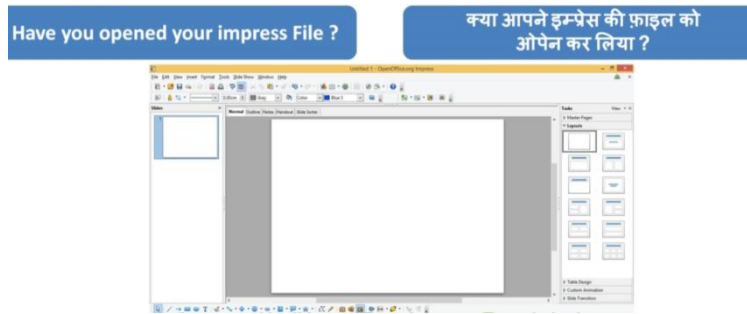 Have you opened your impress File ?
क्या आपने इम्प्रेस की फ़ाइल को
ओपेन कर लिया ?
Untitled 1 - OpenOffice.org Impress
File Edit View Insert Format Tools Slide Show Window Help
Slides
Normal Outline Notes Handout Slide Sorter
Tasks View
Master Pages
Layouts
Table Design
Custom Animation
Slide Transition